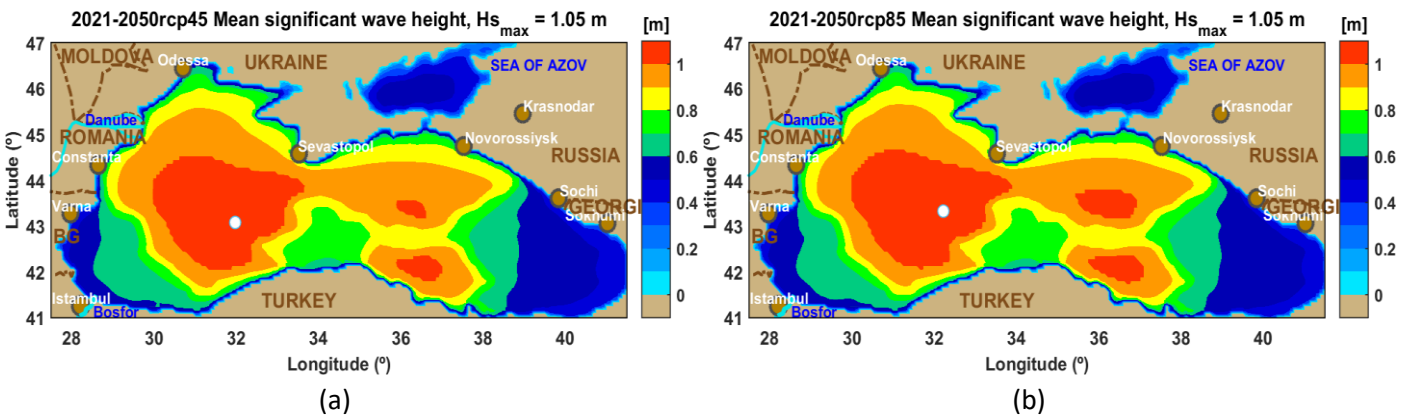 2021-2050rcp45 Mean significant wave height, Hsmax = 1.05 m [m]
47
46
45
44
43
42
41
Latitude (º)
MOLDOVA
Odessa
UKRAINE
SEA OF AZOV
Krasnodar
Danube
ROMANIA
Novorossiysk
Sevastopol
Constanta
RUSSIA
Sochi
GEORGI
Varna
Sokhumi
BG
Istambul
TURKEY
Bosfor
1
0.8
0.6
0.4
0.2
0
28 30 32 34 36 38 40
Longitude (º)
(a)
2021-2050rcp85 Mean significant wave height, Hsmax = 1.05 m [m]
47
46
45
44
43
42
41
Latitude (º)
MOLDOVA
Odessa
UKRAINE
SEA OF AZOV
Krasnodar
Danube
ROMANIA
Novorossiysk
Sevastopol
Constanta
RUSSIA
Sochi
GEORGI
Varna
Sokhumi
BG
Istambul
TURKEY
Bosfor
1
0.8
0.6
0.4
0.2
0
28 30 32 34 36 38 40
Longitude (º)
(b)